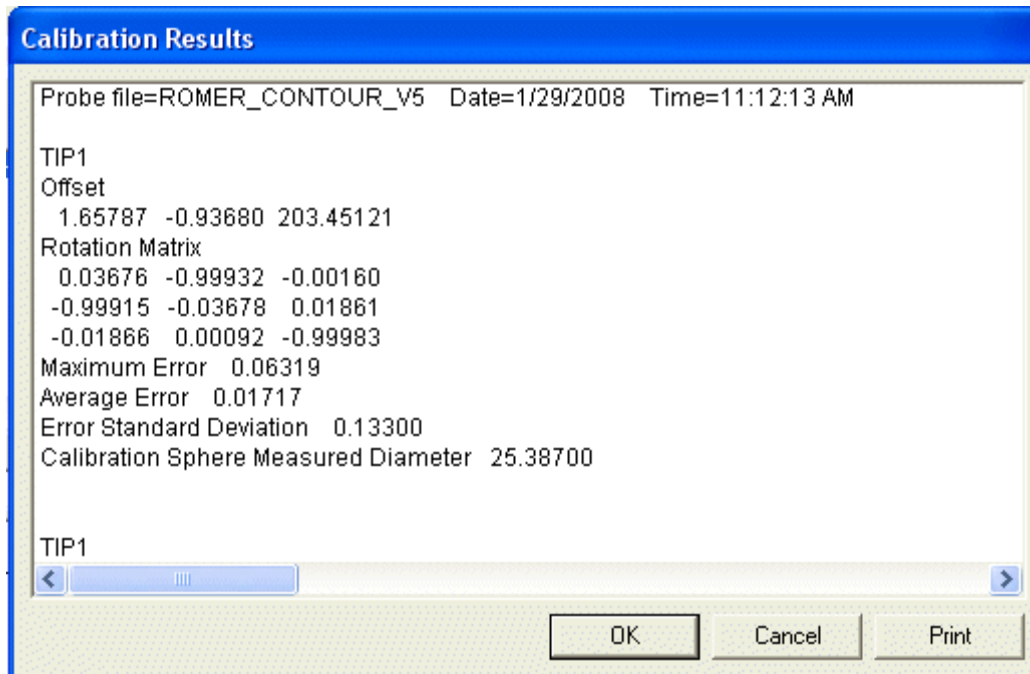 Calibration Results
Probe file=ROMER_CONTOUR_V5 Date=1/29/2008 Time=11:12:13 AM
TIP1
Offset
1.65787 -0.93680 203.45121
Rotation Matrix
0.03676 -0.99932 -0.00160
-0.99915 -0.03678 0.01861
-0.01866 0.00092 -0.99983
Maximum Error 0.06319
Average Error 0.01717
Error Standard Deviation 0.13300
Calibration Sphere Measured Diameter 25.38700
TIP1
OK Cancel Print